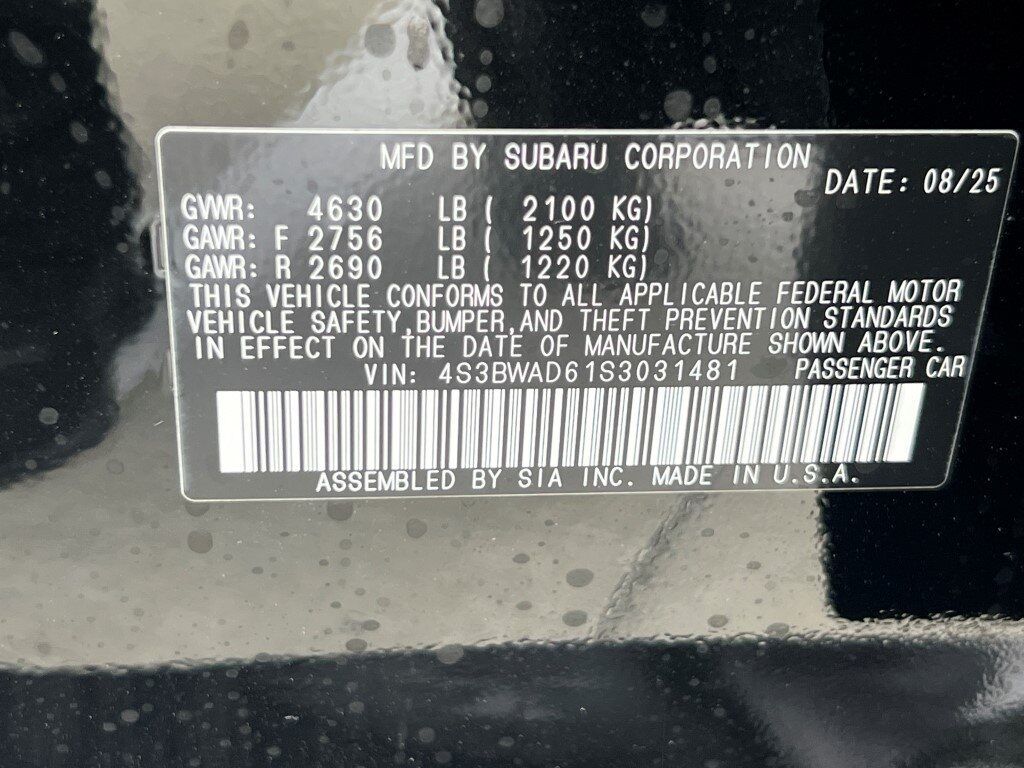 MFD BY SUBARU CORPORATION
DATE: 08/25
GVWR: 4630 LB ( 2100 KG)
GAWR: F 2756 LB ( 1250 KG)
GAWR: R 2690 LB ( 1220 KG)
THIS VEHICLE CONFORMS TO ALL APPLICABLE FEDERAL MOTOR
VEHICLE SAFETY,BUMPER,AND THEFT PREVENTION STANDARDS
IN EFFECT ON THE DATE OF MANUFACTURE SHOWN ABOVE.
VIN: 4S3BWAD61S3031481 PASSENGER CAR
ASSEMBLED BY SIA INC. MADE IN U.S.A.